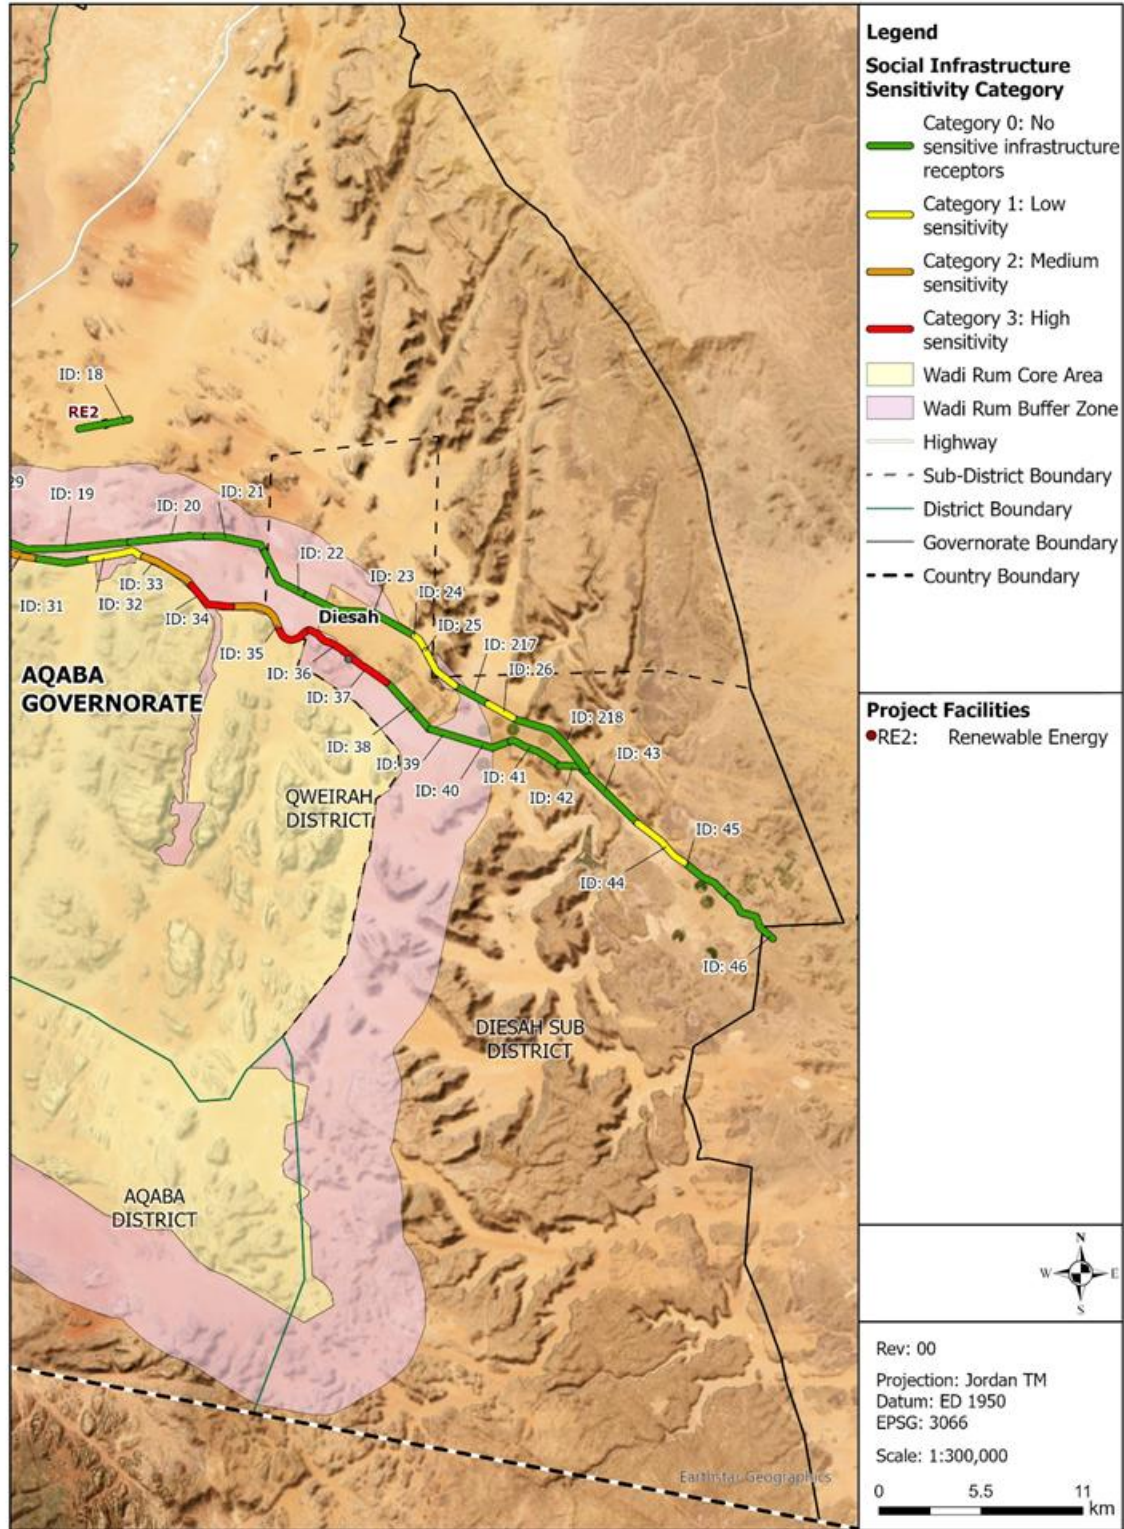 ID: 18
RE2
29
ID: 19
ID: 20
ID: 21
ID: 22
ID: 23
ID: 24
ID: 25
ID: 217
ID: 26
ID: 218
ID: 43
ID: 45
ID: 31
ID: 32
ID: 33
ID: 34
ID: 35
ID: 36
ID: 37
ID: 38
ID: 39
ID: 40
ID: 41
ID: 42
ID: 44
ID: 46
Diesah
AQABA
GOVERNORATE
QWEIRAH
DISTRICT
DIESAH SUB
DISTRICT
AQABA
DISTRICT
Earthstar Geographics
Legend
Social Infrastructure
Sensitivity Category
Category 0: No
sensitive infrastructure
receptors
Category 1: Low
sensitivity
Category 2: Medium
sensitivity
Category 3: High
sensitivity
Wadi Rum Core Area
Wadi Rum Buffer Zone
Highway
Sub-District Boundary
District Boundary
Governorate Boundary
Country Boundary
Project Facilities
RE2: Renewable Energy
N
W E
S
Rev: 00
Projection: Jordan TM
Datum: ED 1950
EPSG: 3066
Scale: 1:300,000
0 5.5 11
km